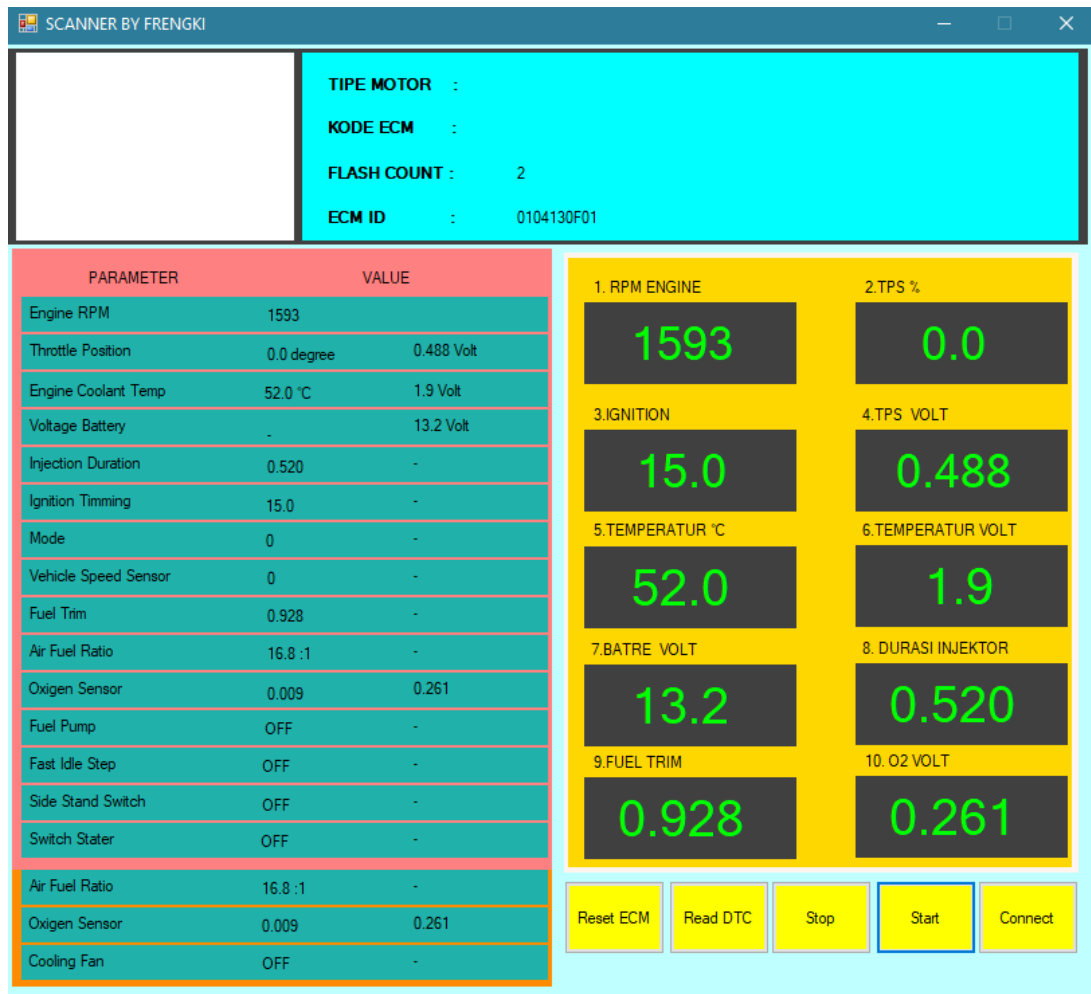 SCANNER BY FRENGKI
TIPE MOTOR :
KODE ECM :
FLASH COUNT : 2
ECM ID : 0104130F01
PARAMETER VALUE
Engine RPM 1593
Throttle Position 0.0 degree 0.488 Volt
Engine Coolant Temp 52.0 °C 1.9 Volt
Voltage Battery - 13.2 Volt
Injection Duration 0.520 -
Ignition Timming 15.0 -
Mode 0 -
Vehicle Speed Sensor 0 -
Fuel Trim 0.928 -
Air Fuel Ratio 16.8 :1 -
Oxigen Sensor 0.009 0.261
Fuel Pump OFF -
Fast Idle Step OFF -
Side Stand Switch OFF -
Switch Stater OFF -
Air Fuel Ratio 16.8 :1 -
Oxigen Sensor 0.009 0.261
Cooling Fan OFF -
1. RPM ENGINE 2.TPS %
1593 0.0
3.IGNITION 4.TPS VOLT
15.0 0.488
5.TEMPERATUR °C 6.TEMPERATUR VOLT
52.0 1.9
7.BATRE VOLT 8. DURASI INJEKTOR
13.2 0.520
9.FUEL TRIM 10. O2 VOLT
0.928 0.261
Reset ECM Read DTC Stop Start Connect